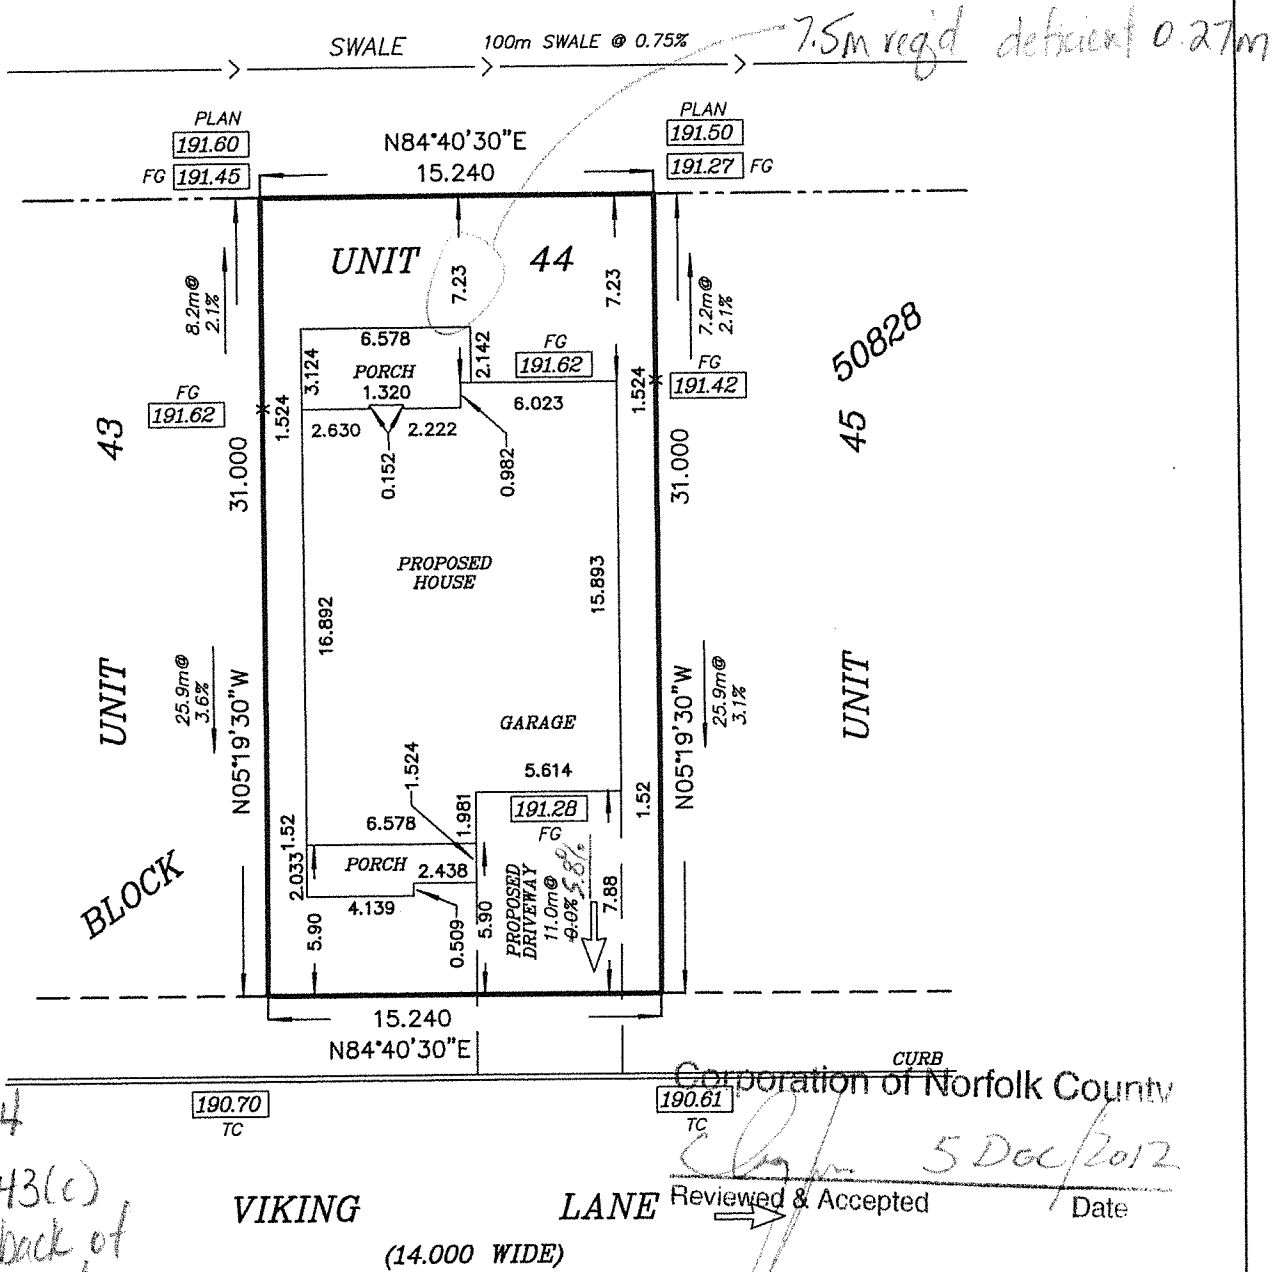 SWALE
100m SWALE @ 0.75%
7.5m req'd deficient 0.27m
PLAN
191.60
FG 191.45
N84°40'30"E
15.240
PLAN
191.50
191.27 FG
UNIT 44
7.23
7.23
8.2m@
2.1%
7.2m@
2.1%
50828
6.578
3.124
PORCH
1.320
2.142
FG
191.62
6.023
FG
191.62
1.524
1.524
FG
191.42
2.630
2.222
0.152
0.982
43
31.000
31.000
45
PROPOSED
HOUSE
16.892
15.893
UNIT
25.9m@
3.6%
N05°19'30"W
GARAGE
N05°19'30"W
25.9m@
3.1%
UNIT
1.524
5.614
1.981
191.28
FG
1.52
6.578
1.52
2.033
PORCH
2.438
4.139
0.509
5.90
5.90
PROPOSED
DRIVEWAY
11.0m@
0.0% 5.8%
7.88
BLOCK
15.240
N84°40'30"E
CURB
190.70
TC
190.61
TC
Corporation of Norfolk County
4
5 Dec/2012
Reviewed & Accepted Date
43(c)
back of
VIKING LANE
(14.000 WIDE)